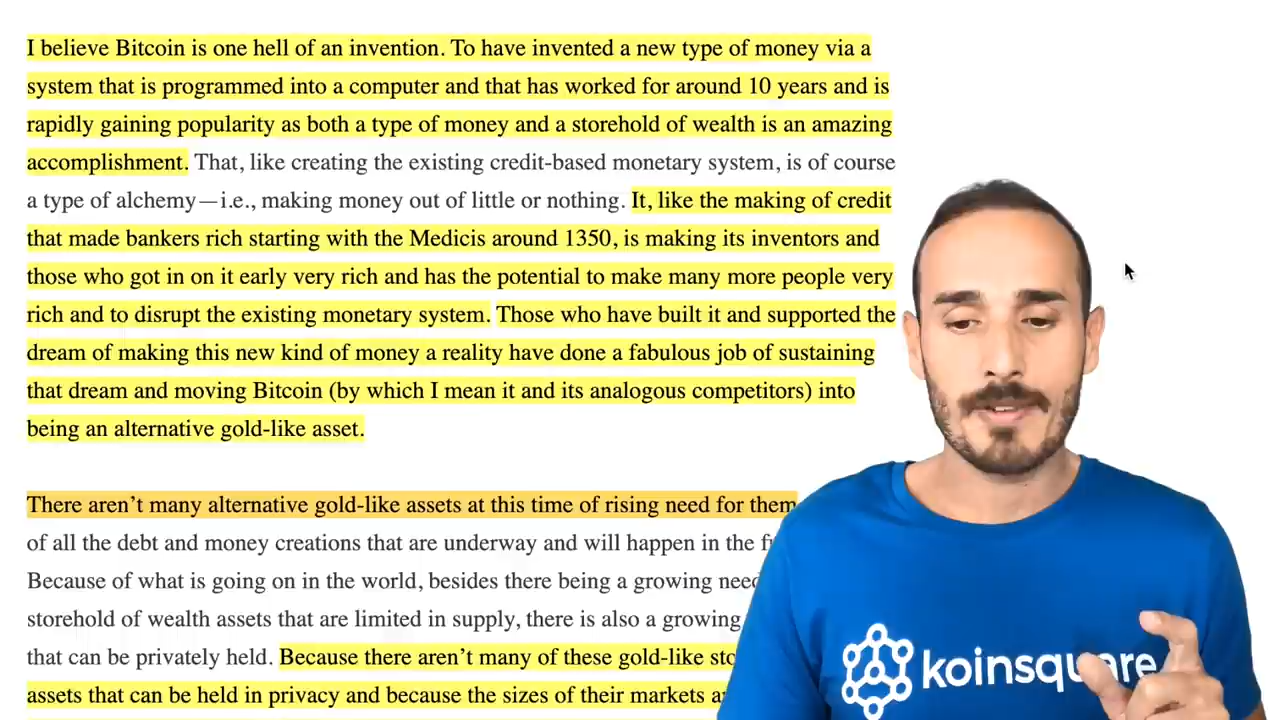 I believe Bitcoin is one hell of an invention. To have invented a new type of money via a
system that is programmed into a computer and that has worked for around 10 years and is
rapidly gaining popularity as both a type of money and a storehold of wealth is an amazing
accomplishment. That, like creating the existing credit-based monetary system, is of course
a type of alchemy—i.e., making money out of little or nothing. It, like the making of credit
that made bankers rich starting with the Medicis around 1350, is making its inventors and
those who got in on it early very rich and has the potential to make many more people very
rich and to disrupt the existing monetary system. Those who have built it and supported the
dream of making this new kind of money a reality have done a fabulous job of sustaining
that dream and moving Bitcoin (by which I mean it and its analogous competitors) into
being an alternative gold-like asset.
There aren't many alternative gold-like assets at this time of rising need for them
of all the debt and money creations that are underway and will happen in the
Because of what is going on in the world, besides there being a growing
storehold of wealth assets that are limited in supply, there is also a growing
that can be privately held. Because there aren't many of these gold-like
assets that can be held in privacy and because the sizes of their markets
koinsquare